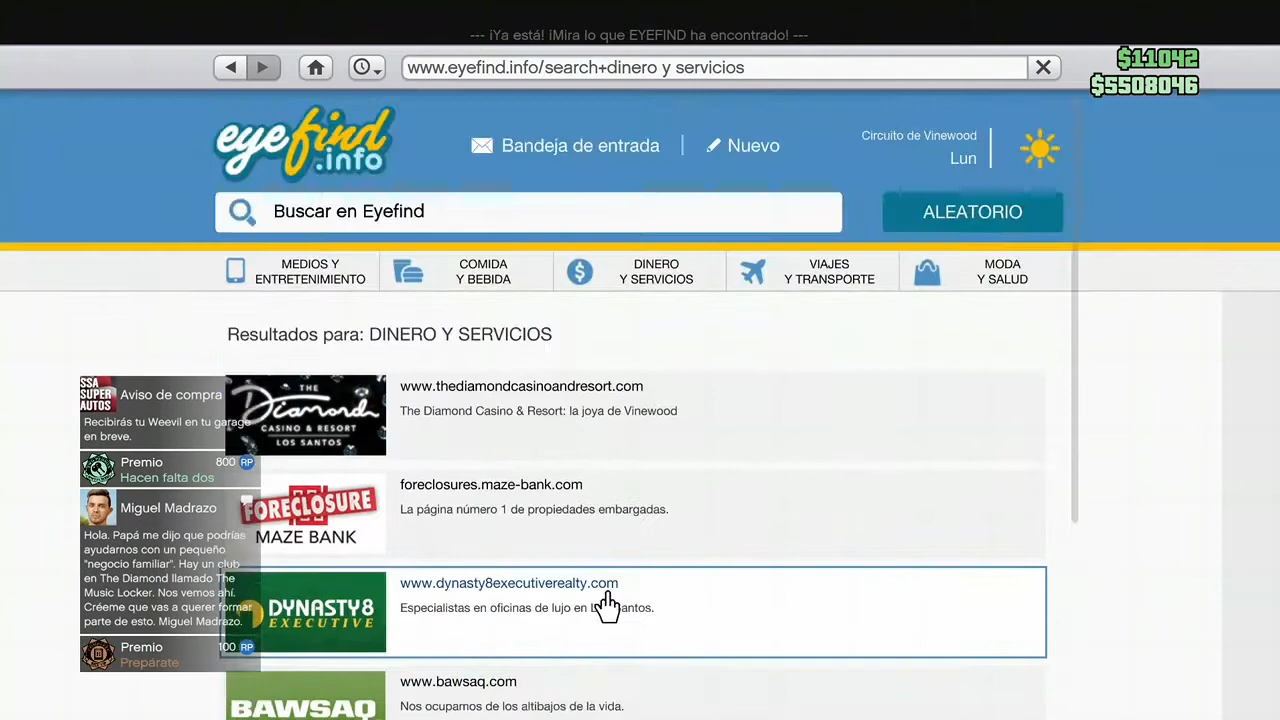 --- ¡Ya está! ¡Mira lo que EYEFIND ha encontrado! ---
www.eyefind.info/search+dinero y servicios
$11042
$5508046
eyefind
.info
Bandeja de entrada
Nuevo
Circuito de Vinewood
Lun
Buscar en Eyefind
ALEATORIO
MEDIOS Y
ENTRETENIMIENTO
COMIDA
Y BEBIDA
DINERO
Y SERVICIOS
VIAJES
Y TRANSPORTE
MODA
Y SALUD
Resultados para: DINERO Y SERVICIOS
THE
Diamond
CASINO & RESORT
LOS SANTOS
www.thediamondcasinoandresort.com
The Diamond Casino & Resort: la joya de Vinewood
FORECLOSURE
MAZE BANK
foreclosures.maze-bank.com
La página número 1 de propiedades embargadas.
DYNASTY8
EXECUTIVE
www.dynasty8executiverealty.com
Especialistas en oficinas de lujo en Santos.
BAWSAQ
www.bawsaq.com
Nos ocupamos de los altibajos de la vida.
SSA
SUPER
AUTOS
Aviso de compra
Recibirás tu Weevil en tu garage
en breve.
Premio
800 RP
Hacen falta dos
Miguel Madrazo
Hola. Papá me dijo que podrías
ayudarnos con un pequeño
"negocio familiar". Hay un club
en The Diamond llamado The
Music Locker. Nos vemos ahí.
Créeme que vas a querer formar
parte de esto. Miguel Madrazo.
Premio
100 RP
Prepárate